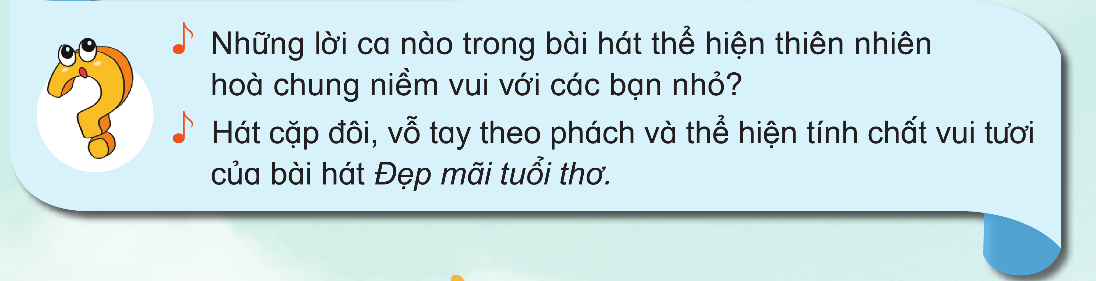 Những lời ca nào trong bài hát thể hiện thiên nhiên
hoà chung niềm vui với các bạn nhỏ?
Hát cặp đôi, vỗ tay theo phách và thể hiện tính chất vui tươi
của bài hát Đẹp mãi tuổi thơ.